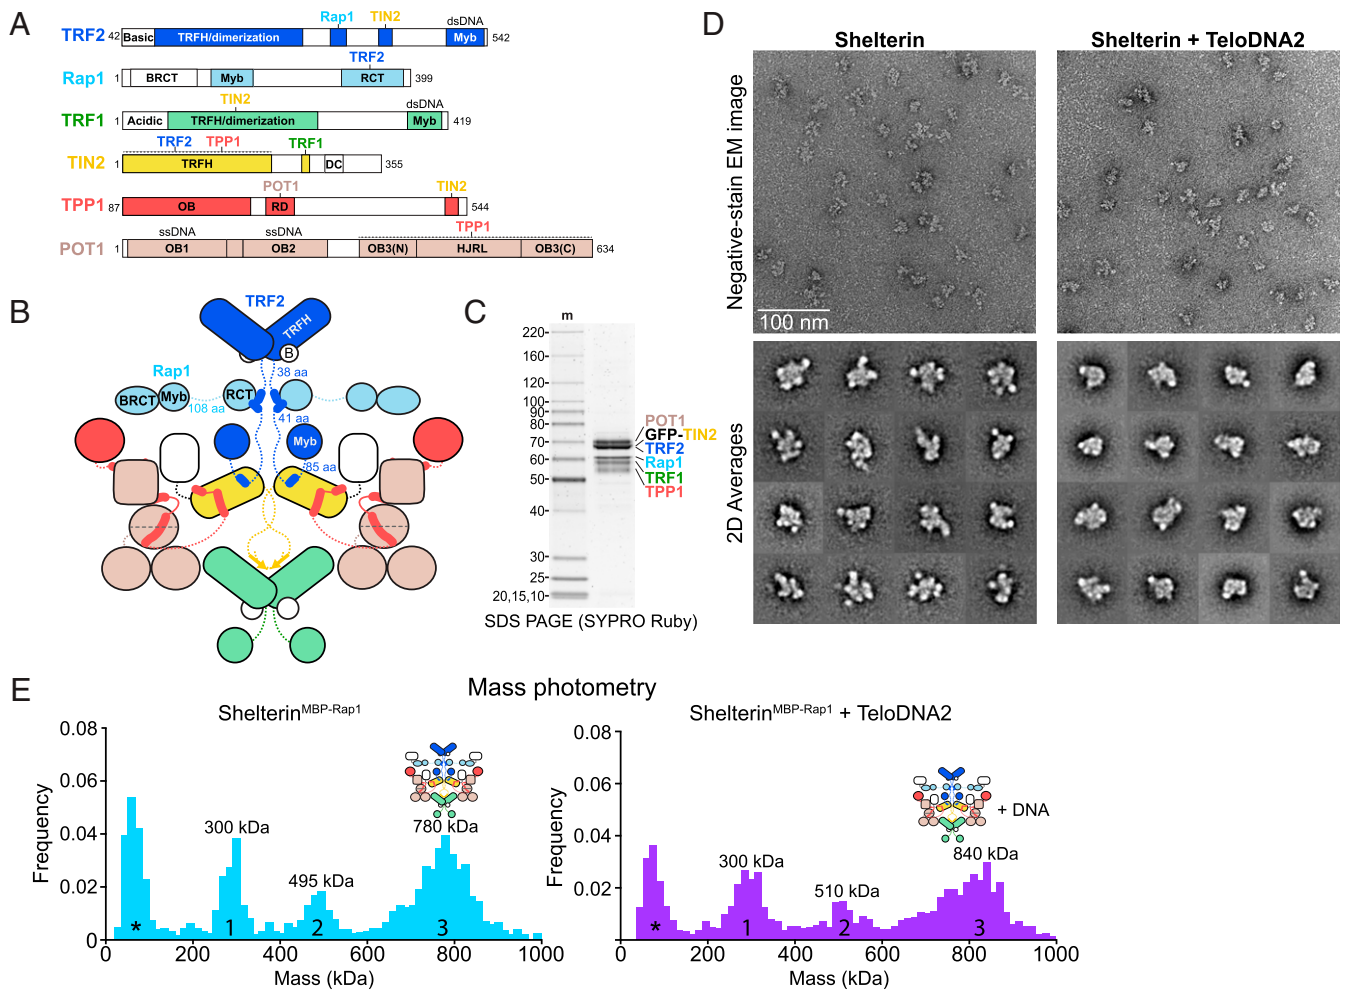 A
TRF2 42 Basic TRFH/dimerization Rap1 TIN2 dsDNA Myb 542
Rap1 1 BRCT Myb TRF2 RCT 399
TRF1 1 Acidic TIN2 TRFH/dimerization dsDNA Myb 419
TIN2 1 TRF2 TPP1 TRFH TRF1 DC 355
TPP1 87 OB POT1 RD TIN2 544
POT1 1 ssDNA OB1 ssDNA OB2 TPP1 OB3(N) HJRL OB3(C) 634
B
TRF2
TRFH
B
38 aa
Rap1
BRCT Myb RCT
108 aa
41 aa
Myb
85 aa
C
m
220
160
120
100
90
80
70
60
50
40
30
25
20,15,10
POT1
GFP-TIN2
TRF2
Rap1
TRF1
TPP1
SDS PAGE (SYPRO Ruby)
D
Shelterin
Shelterin + TeloDNA2
Negative-stain EM image
100 nm
2D Averages
E
Mass photometry
ShelterinMBP-Rap1
Frequency
0.08
0.06
0.04
0.02
0
300 kDa
495 kDa
780 kDa
* 1 2 3
0 200 400 600 800 1000
Mass (kDa)
ShelterinMBP-Rap1 + TeloDNA2
Frequency
0.08
0.06
0.04
0.02
+ DNA
300 kDa
510 kDa
840 kDa
* 1 2 3
0 200 400 600 800 1000
Mass (kDa)